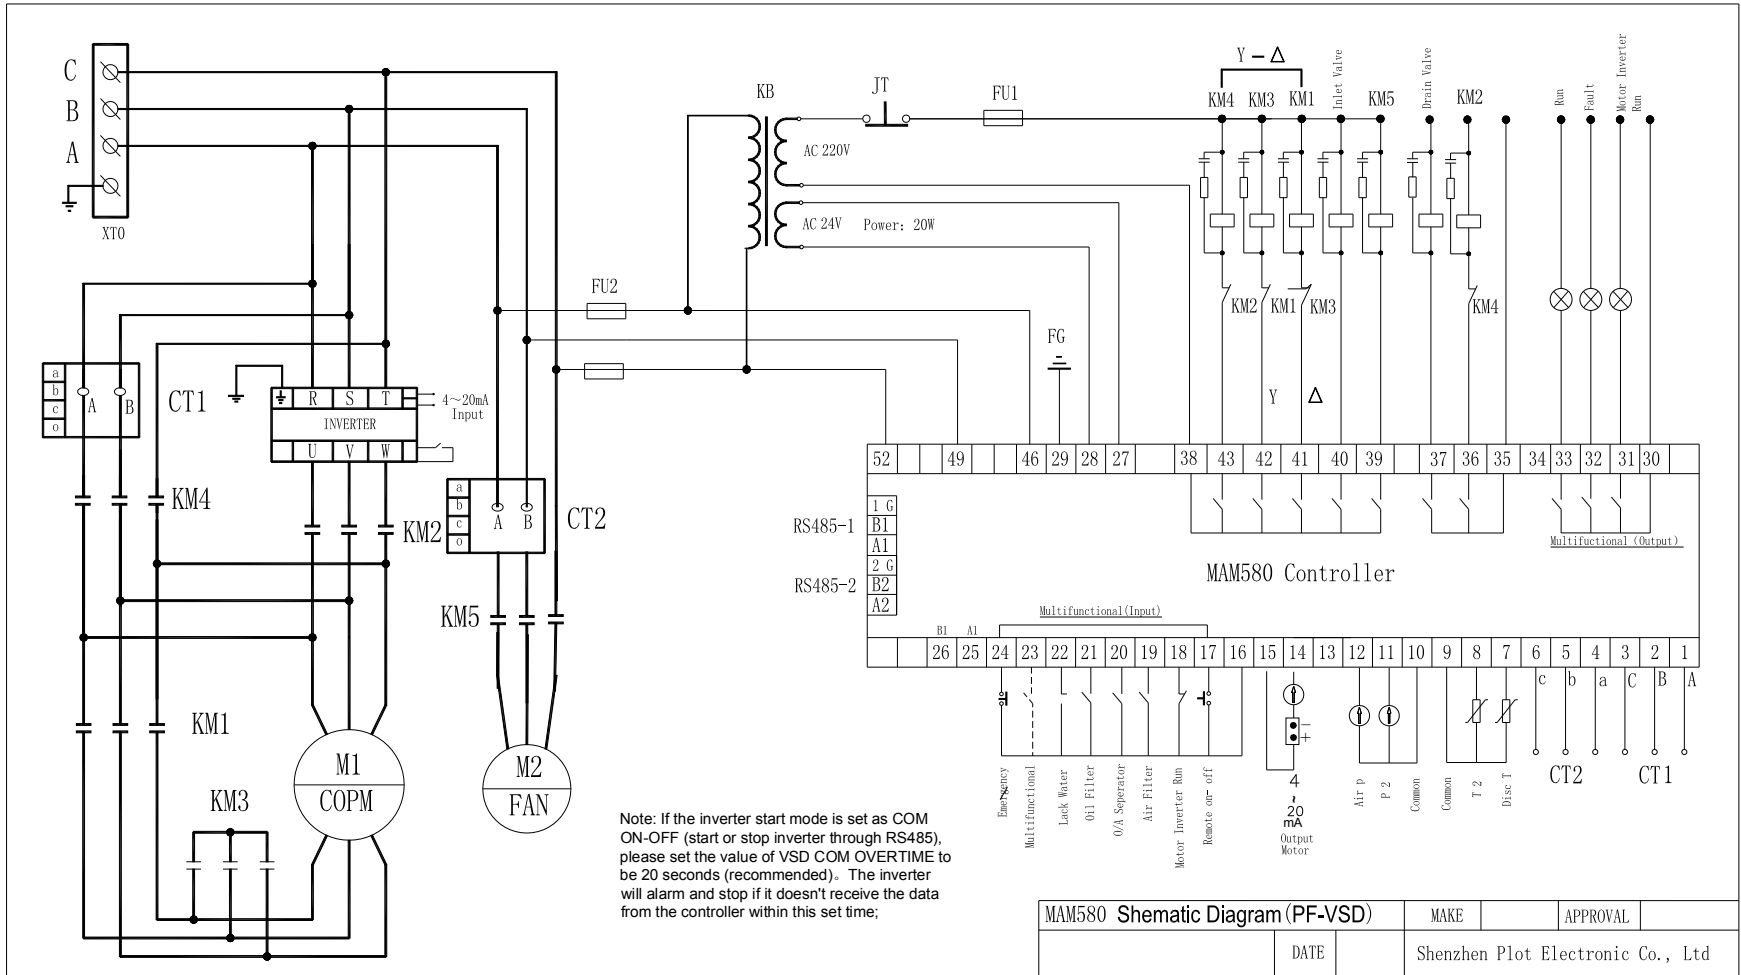 C
B
A
XT0
a
b
c
o
A
B
CT1
R
S
T
INVERTER
U
V
W
4～20mA
Input
KM4
KM2
KM1
KM3
M1
COPM
a
b
c
o
A
B
CT2
KM5
M2
FAN
FU2
KB
AC 220V
AC 24V
Power: 20W
JT
FU1
FG
Y — Δ
KM4
KM3
KM1
Inlet Valve
KM5
Drain Valve
KM2
Run
Fault
Motor Inverter
Run
KM2
KM1
KM3
KM4
Y
Δ
52 49 46 29 28 27 38 43 42 41 40 39 37 36 35 34 33 32 31 30
RS485-1
1 G
B1
A1
RS485-2
2 G
B2
A2
Multifuctional (Output)
MAM580 Controller
Multifunctional(Input)
B1 A1
26 25 24 23 22 21 20 19 18 17 16 15 14 13 12 11 10 9 8 7 6 5 4 3 2 1
c b a C B A
- 
+
CT2
CT1
Emergency
Multifunctional
Lack Water
Oil Filter
O/A Seperator
Air Filter
Motor Inverter Run
Remote on- off
4
~
20
mA
Output
Motor
Air p
P 2
Common
Common
T 2
Disc T
Note: If the inverter start mode is set as COM
ON-OFF (start or stop inverter through RS485),
please set the value of VSD COM OVERTIME to
be 20 seconds (recommended)。The inverter
will alarm and stop if it doesn't receive the data
from the controller within this set time;
MAM580 Shematic Diagram(PF-VSD)
MAKE
APPROVAL
DATE
Shenzhen Plot Electronic Co., Ltd